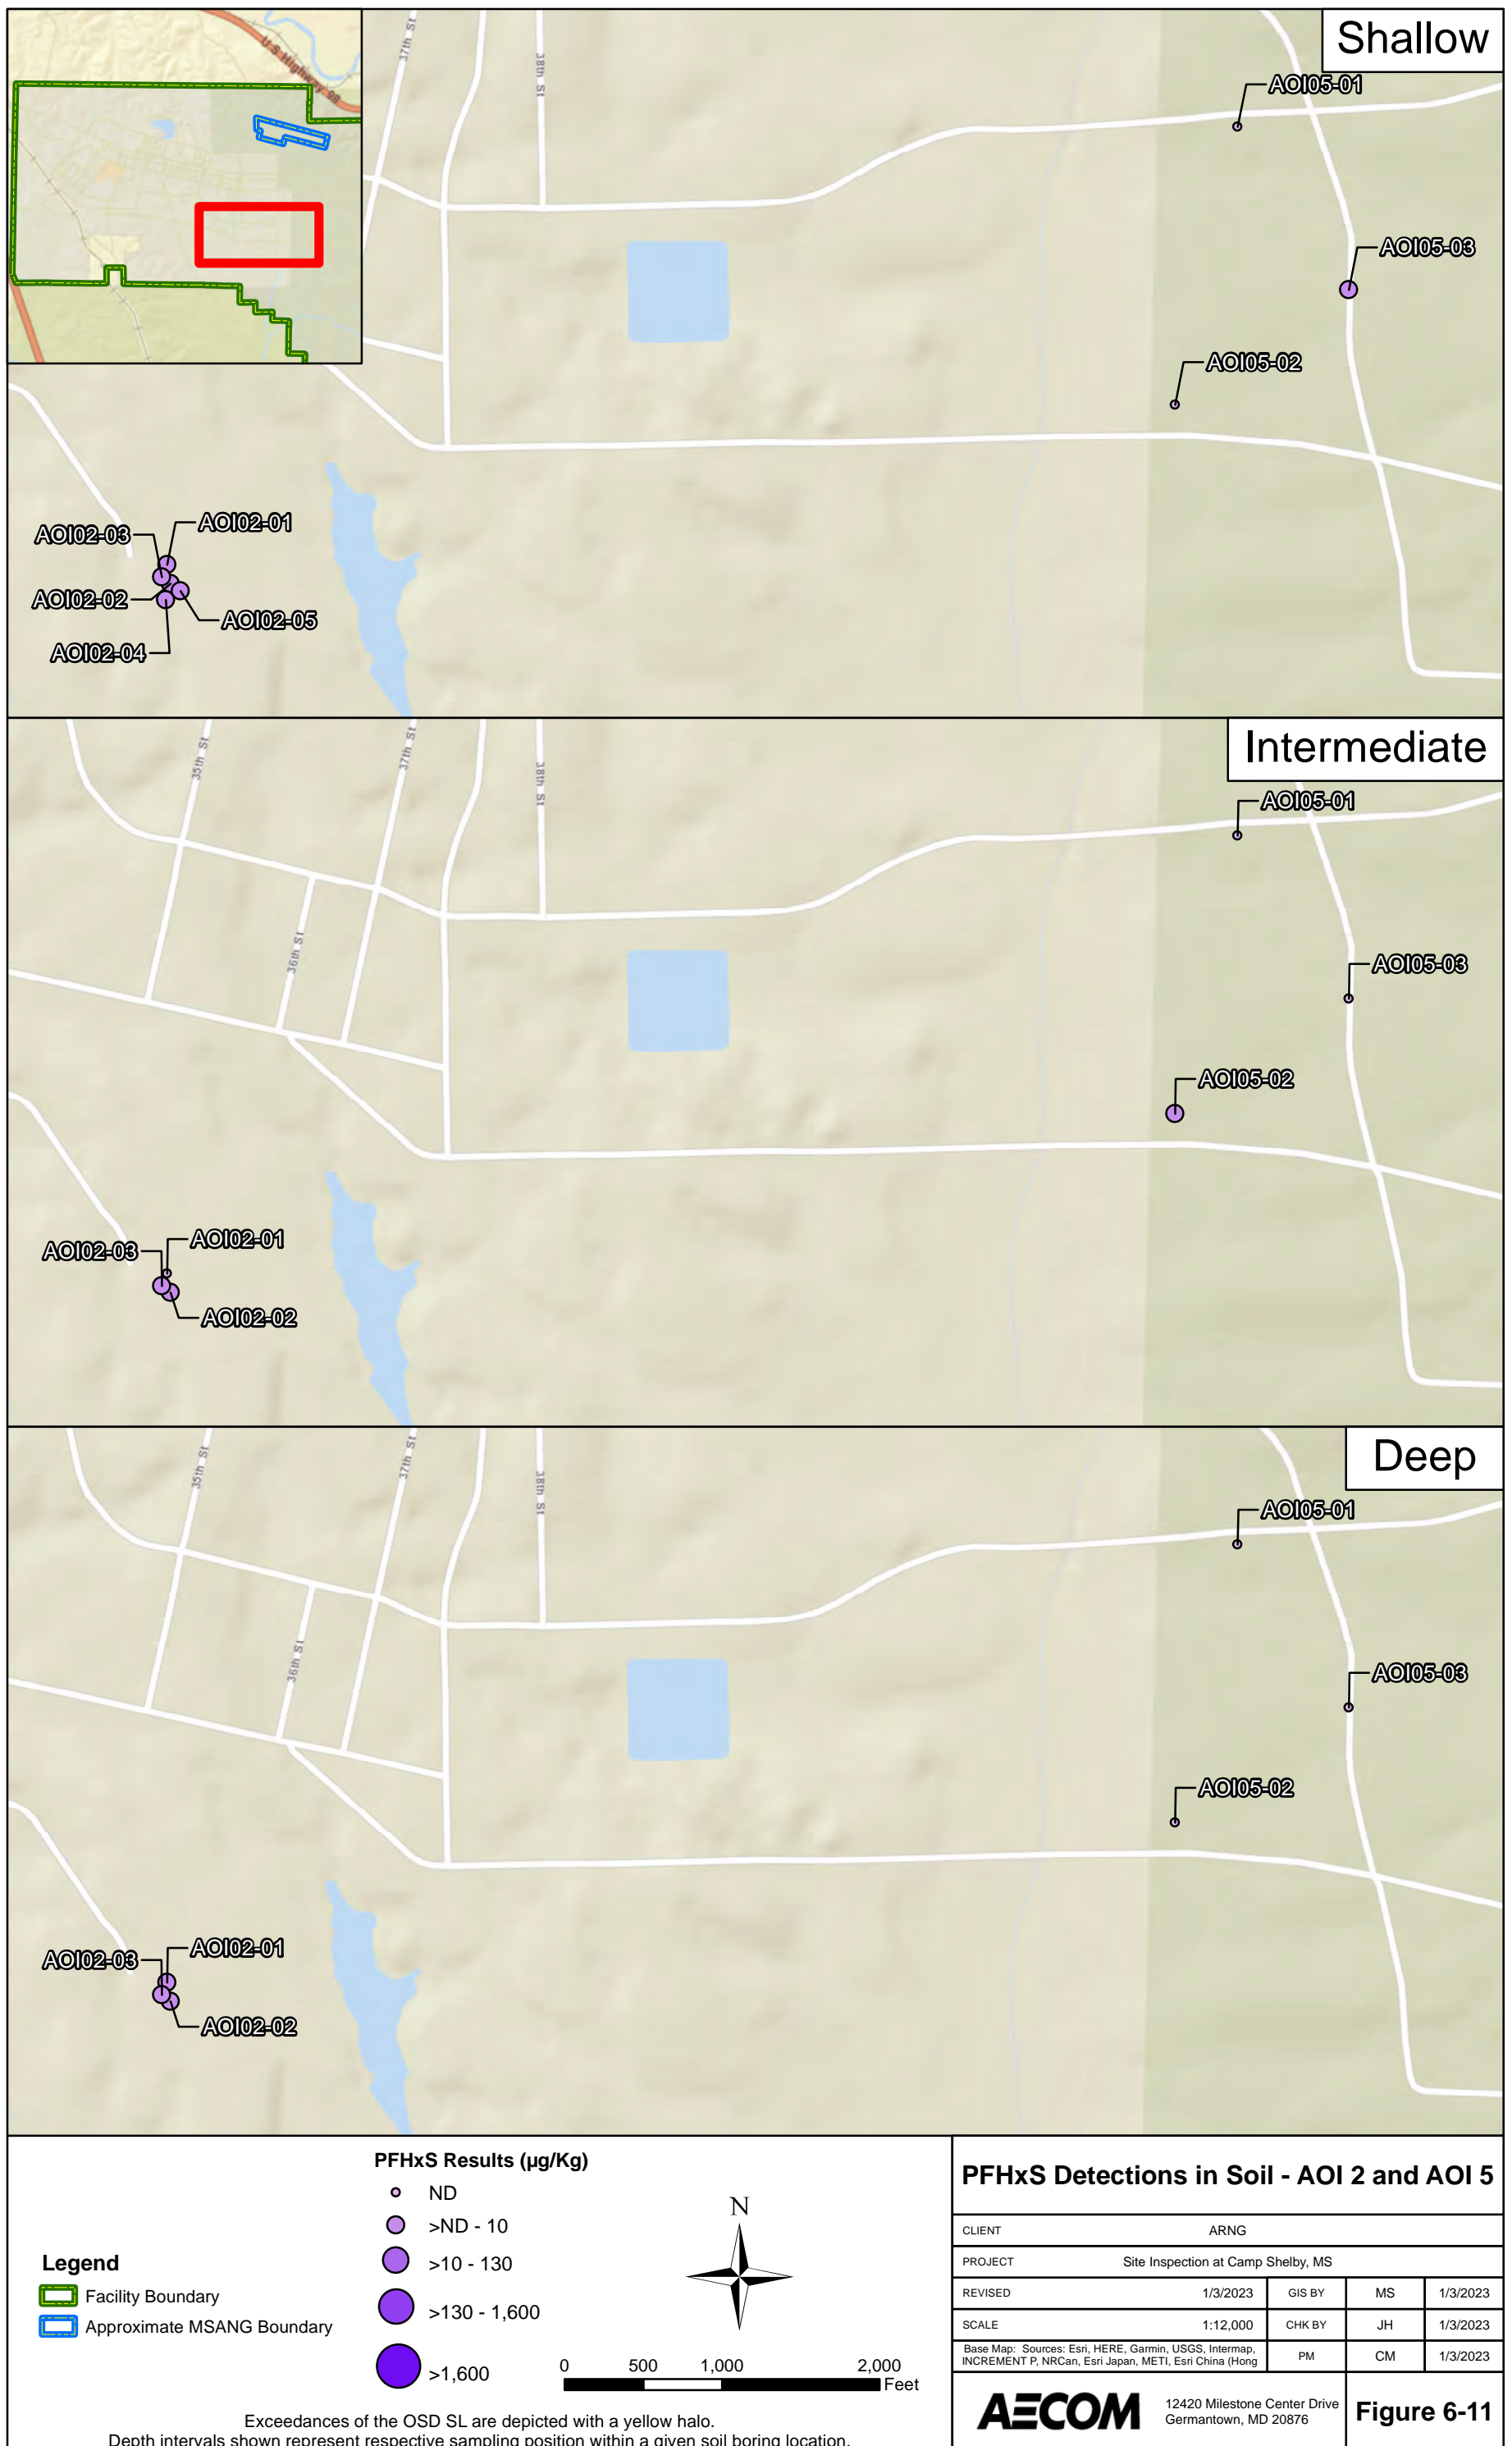 Shallow
U S Highway 98
37th St
38th St
AOI05-01
AOI05-03
AOI05-02
AOI02-03
AOI02-01
AOI02-02
AOI02-05
AOI02-04
Intermediate
35th St
37th St
38th St
36th St
AOI05-01
AOI05-03
AOI05-02
AOI02-03
AOI02-01
AOI02-02
Deep
35th St
37th St
38th St
36th St
AOI05-01
AOI05-03
AOI05-02
AOI02-03
AOI02-01
AOI02-02
Legend
Facility Boundary
Approximate MSANG Boundary
PFHxS Results (µg/Kg)
ND
>ND - 10
>10 - 130
>130 - 1,600
>1,600
N
0 500 1,000 2,000
Feet
Exceedances of the OSD SL are depicted with a yellow halo.
Depth intervals shown represent respective sampling position within a given soil boring location.
PFHxS Detections in Soil - AOI 2 and AOI 5
CLIENT ARNG
PROJECT Site Inspection at Camp Shelby, MS
REVISED 1/3/2023 GIS BY MS 1/3/2023
SCALE 1:12,000 CHK BY JH 1/3/2023
Base Map: Sources: Esri, HERE, Garmin, USGS, Intermap,
INCREMENT P, NRCan, Esri Japan, METI, Esri China (Hong
PM CM 1/3/2023
AECOM
12420 Milestone Center Drive
Germantown, MD 20876
Figure 6-11